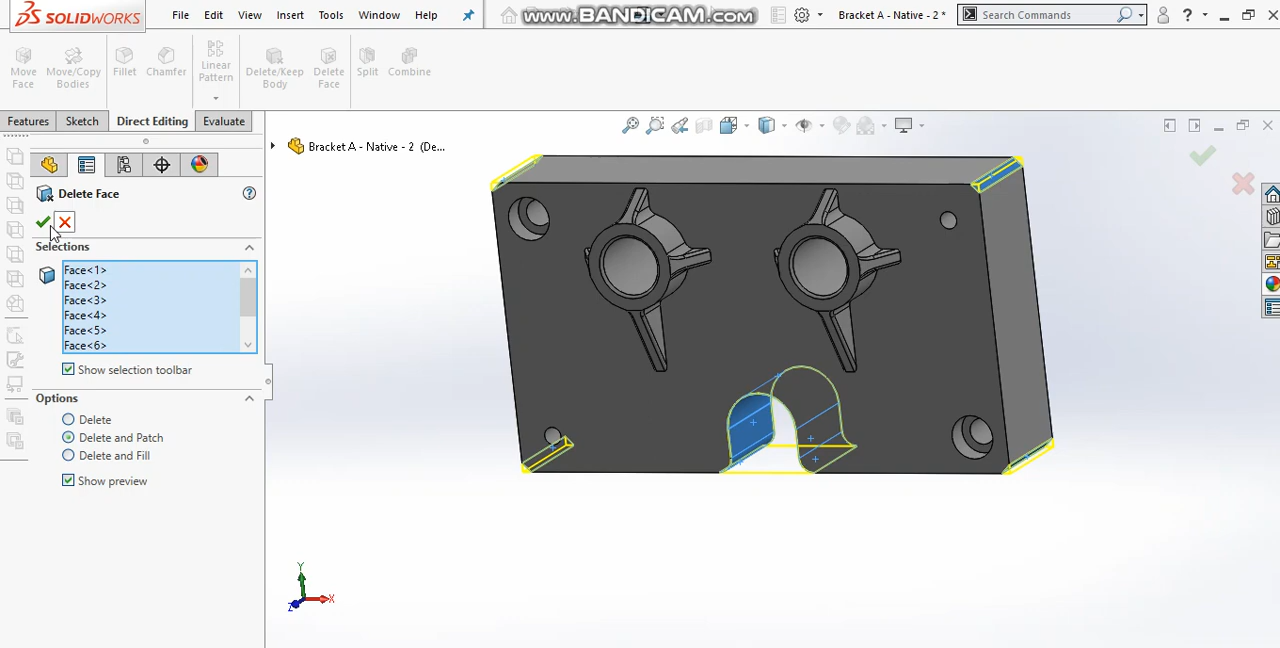 SOLIDWORKS File Edit View Insert Tools Window Help www.BANDICAM.com Bracket A - Native - 2 * Search Commands ?
Move Face
Move/Copy Bodies
Fillet
Chamfer
Linear Pattern
Delete/Keep Body
Delete Face
Split
Combine
Features Sketch Direct Editing Evaluate
Bracket A - Native - 2 (De...
Delete Face ?
Selections
Face<1>
Face<2>
Face<3>
Face<4>
Face<5>
Face<6>
Show selection toolbar
Options
Delete
Delete and Patch
Delete and Fill
Show preview
Y
X
Z